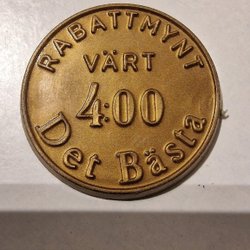 RABATTMYNT
VÄRT
4:00
Det Bästa